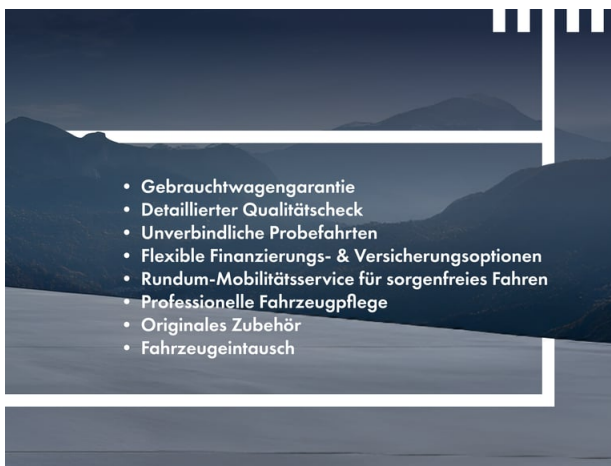 • Gebrauchtwagengarantie
• Detaillierter Qualitätscheck
• Unverbindliche Probefahrten
• Flexible Finanzierungs- & Versicherungsoptionen
• Rundum-Mobilitätsservice für sorgenfreies Fahren
• Professionelle Fahrzeugpflege
• Originales Zubehör
• Fahrzeugeintausch